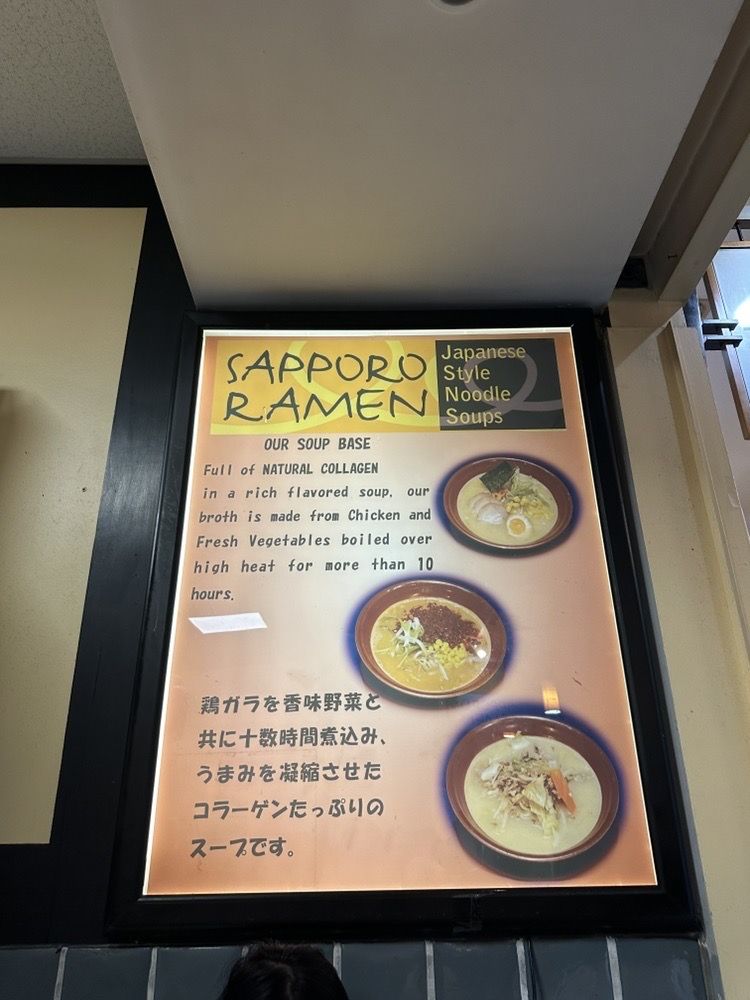 SAPPORO
RAMEN
Japanese
Style
Noodle
Soups
OUR SOUP BASE
Full of NATURAL COLLAGEN
in a rich flavored soup, our
broth is made from Chicken and
Fresh Vegetables boiled over
high heat for more than 10
hours.
鶏ガラを香味野菜と
共に十数時間煮込み、
うまみを凝縮させた
コラーゲンたっぷりの
スープです。